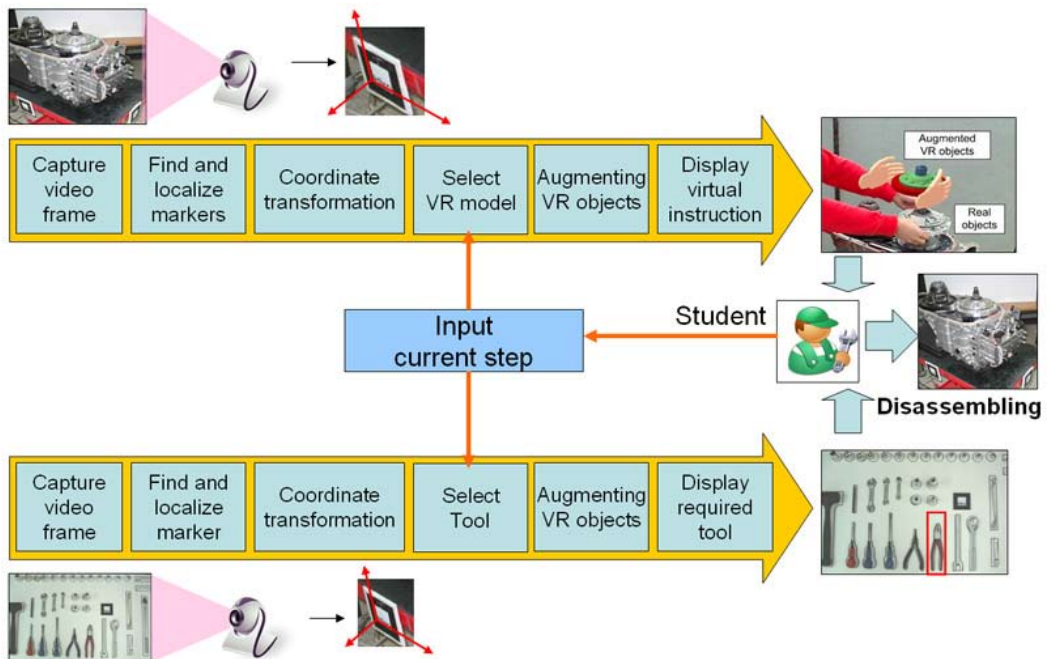 Capture
video
frame
Find and
localize
markers
Coordinate
transformation
Select
VR model
Augmenting
VR objects
Display
virtual
instruction
Augmented
VR objects
Real
objects
Input
current step
Student
Disassembling
Capture
video
frame
Find and
localize
marker
Coordinate
transformation
Select
Tool
Augmenting
VR objects
Display
required
tool